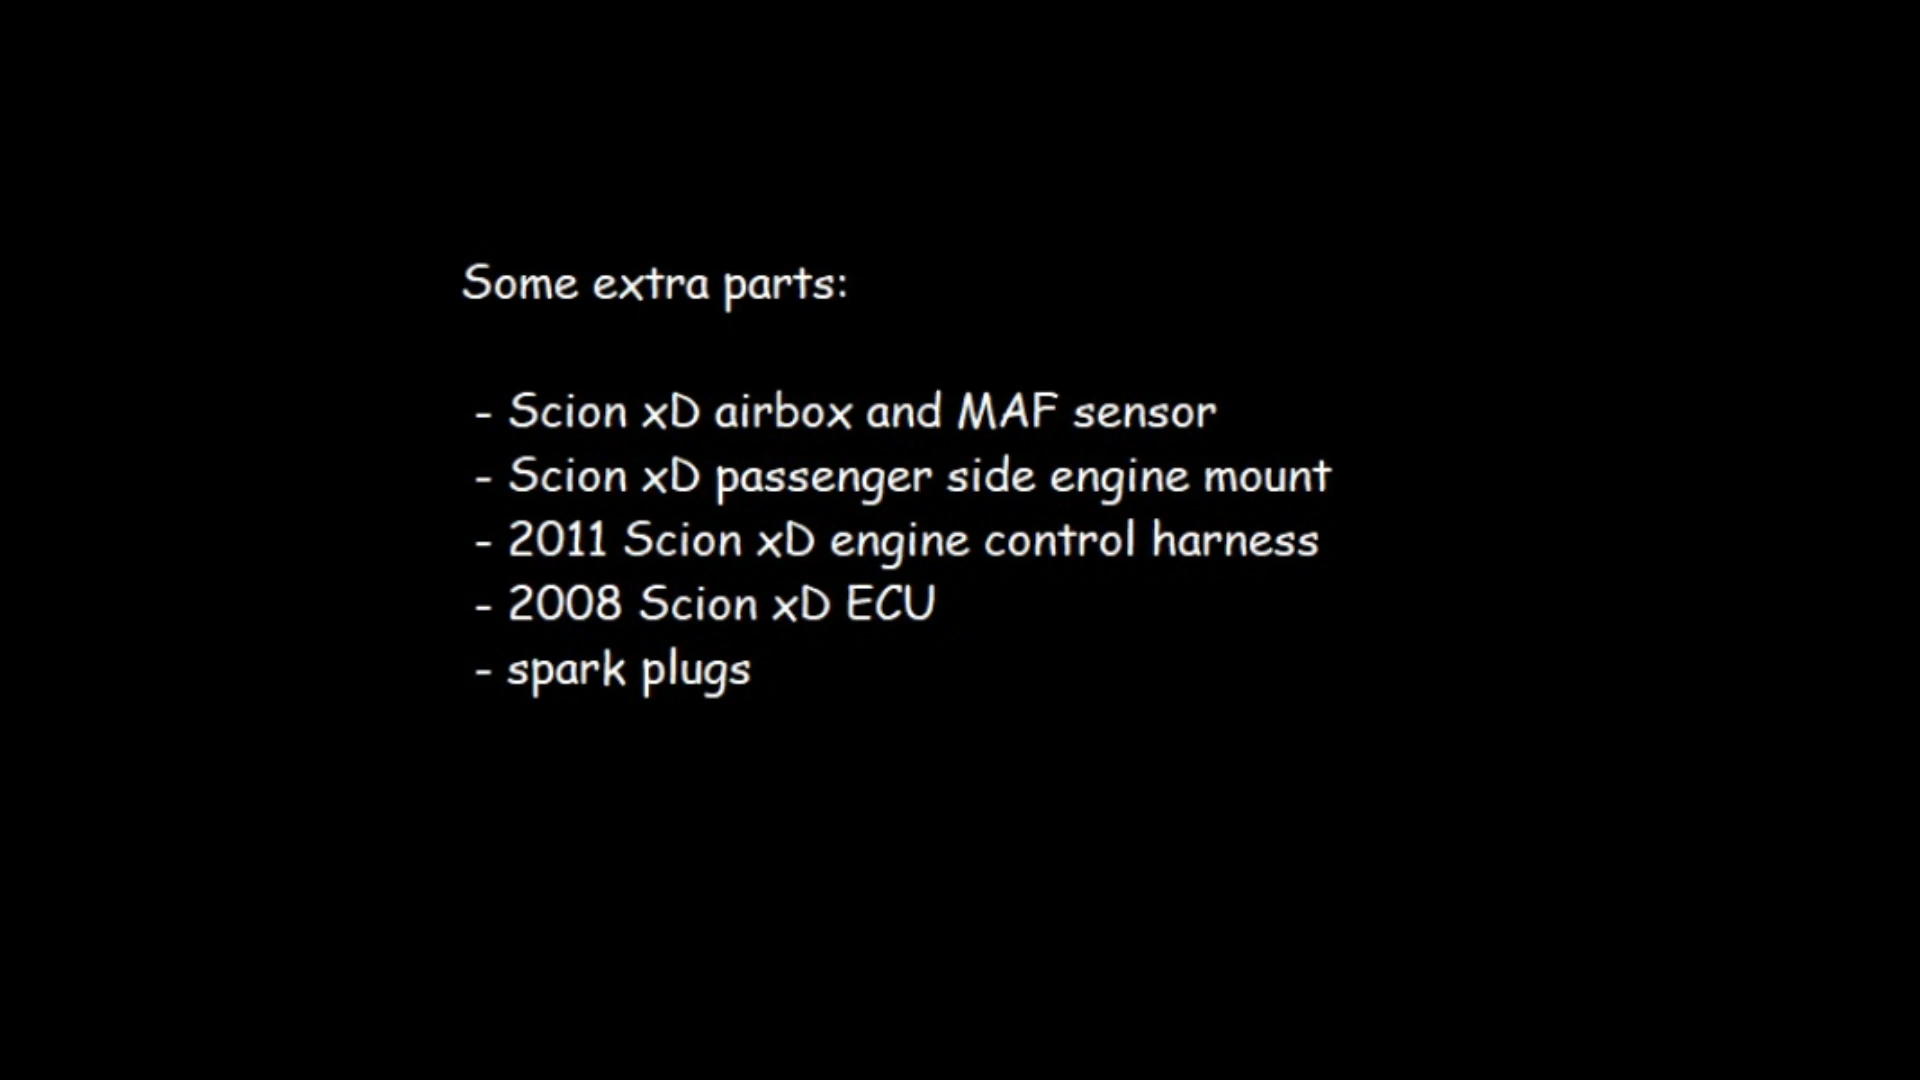 Some extra parts:
- Scion xD airbox and MAF sensor
- Scion xD passenger side engine mount
- 2011 Scion xD engine control harness
- 2008 Scion xD ECU
- spark plugs